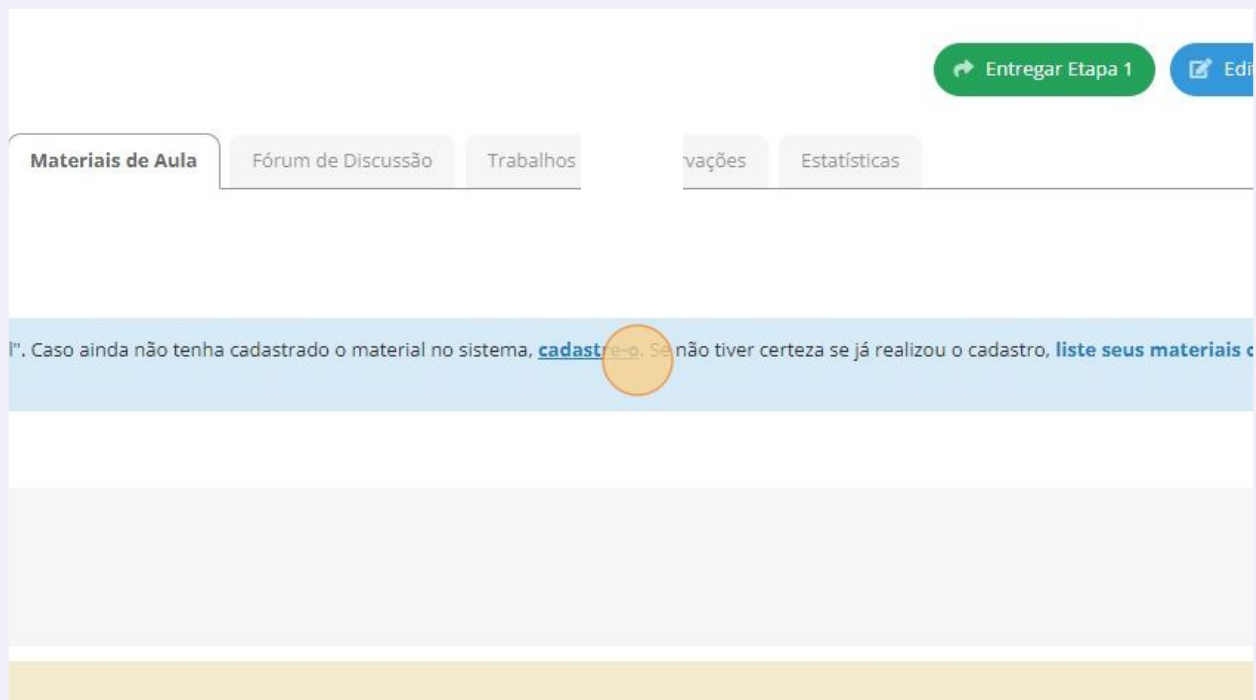 Entregar Etapa 1
Edi
Materiais de Aula
Fórum de Discussão
Trabalhos
vações
Estatísticas
l". Caso ainda não tenha cadastrado o material no sistema, cadastre-o. Se não tiver certeza se já realizou o cadastro, liste seus materiais